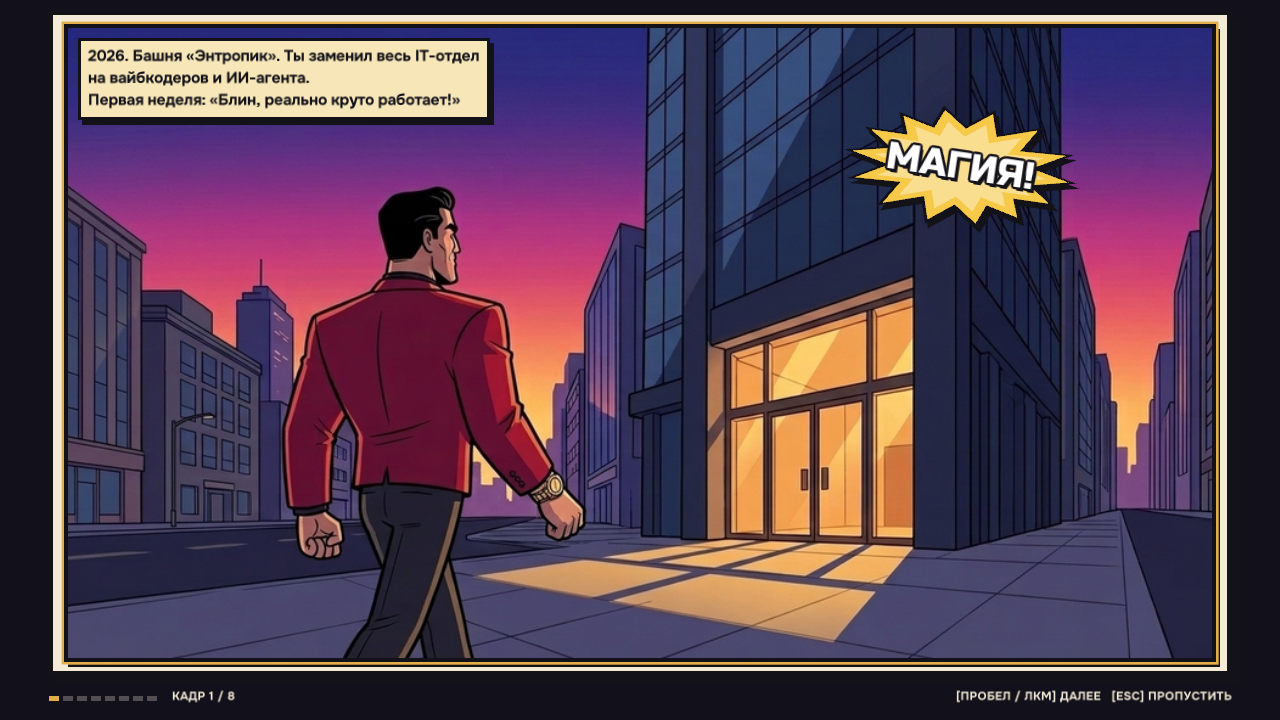 2026. Башня «Энтропик». Ты заменил весь IT-отдел
на вайбкодеров и ИИ-агента.
Первая неделя: «Блин, реально круто работает!»
МАГИЯ!
КАДР 1 / 8
[ПРОБЕЛ / ЛКМ] ДАЛЕЕ [ESC] ПРОПУСТИТЬ